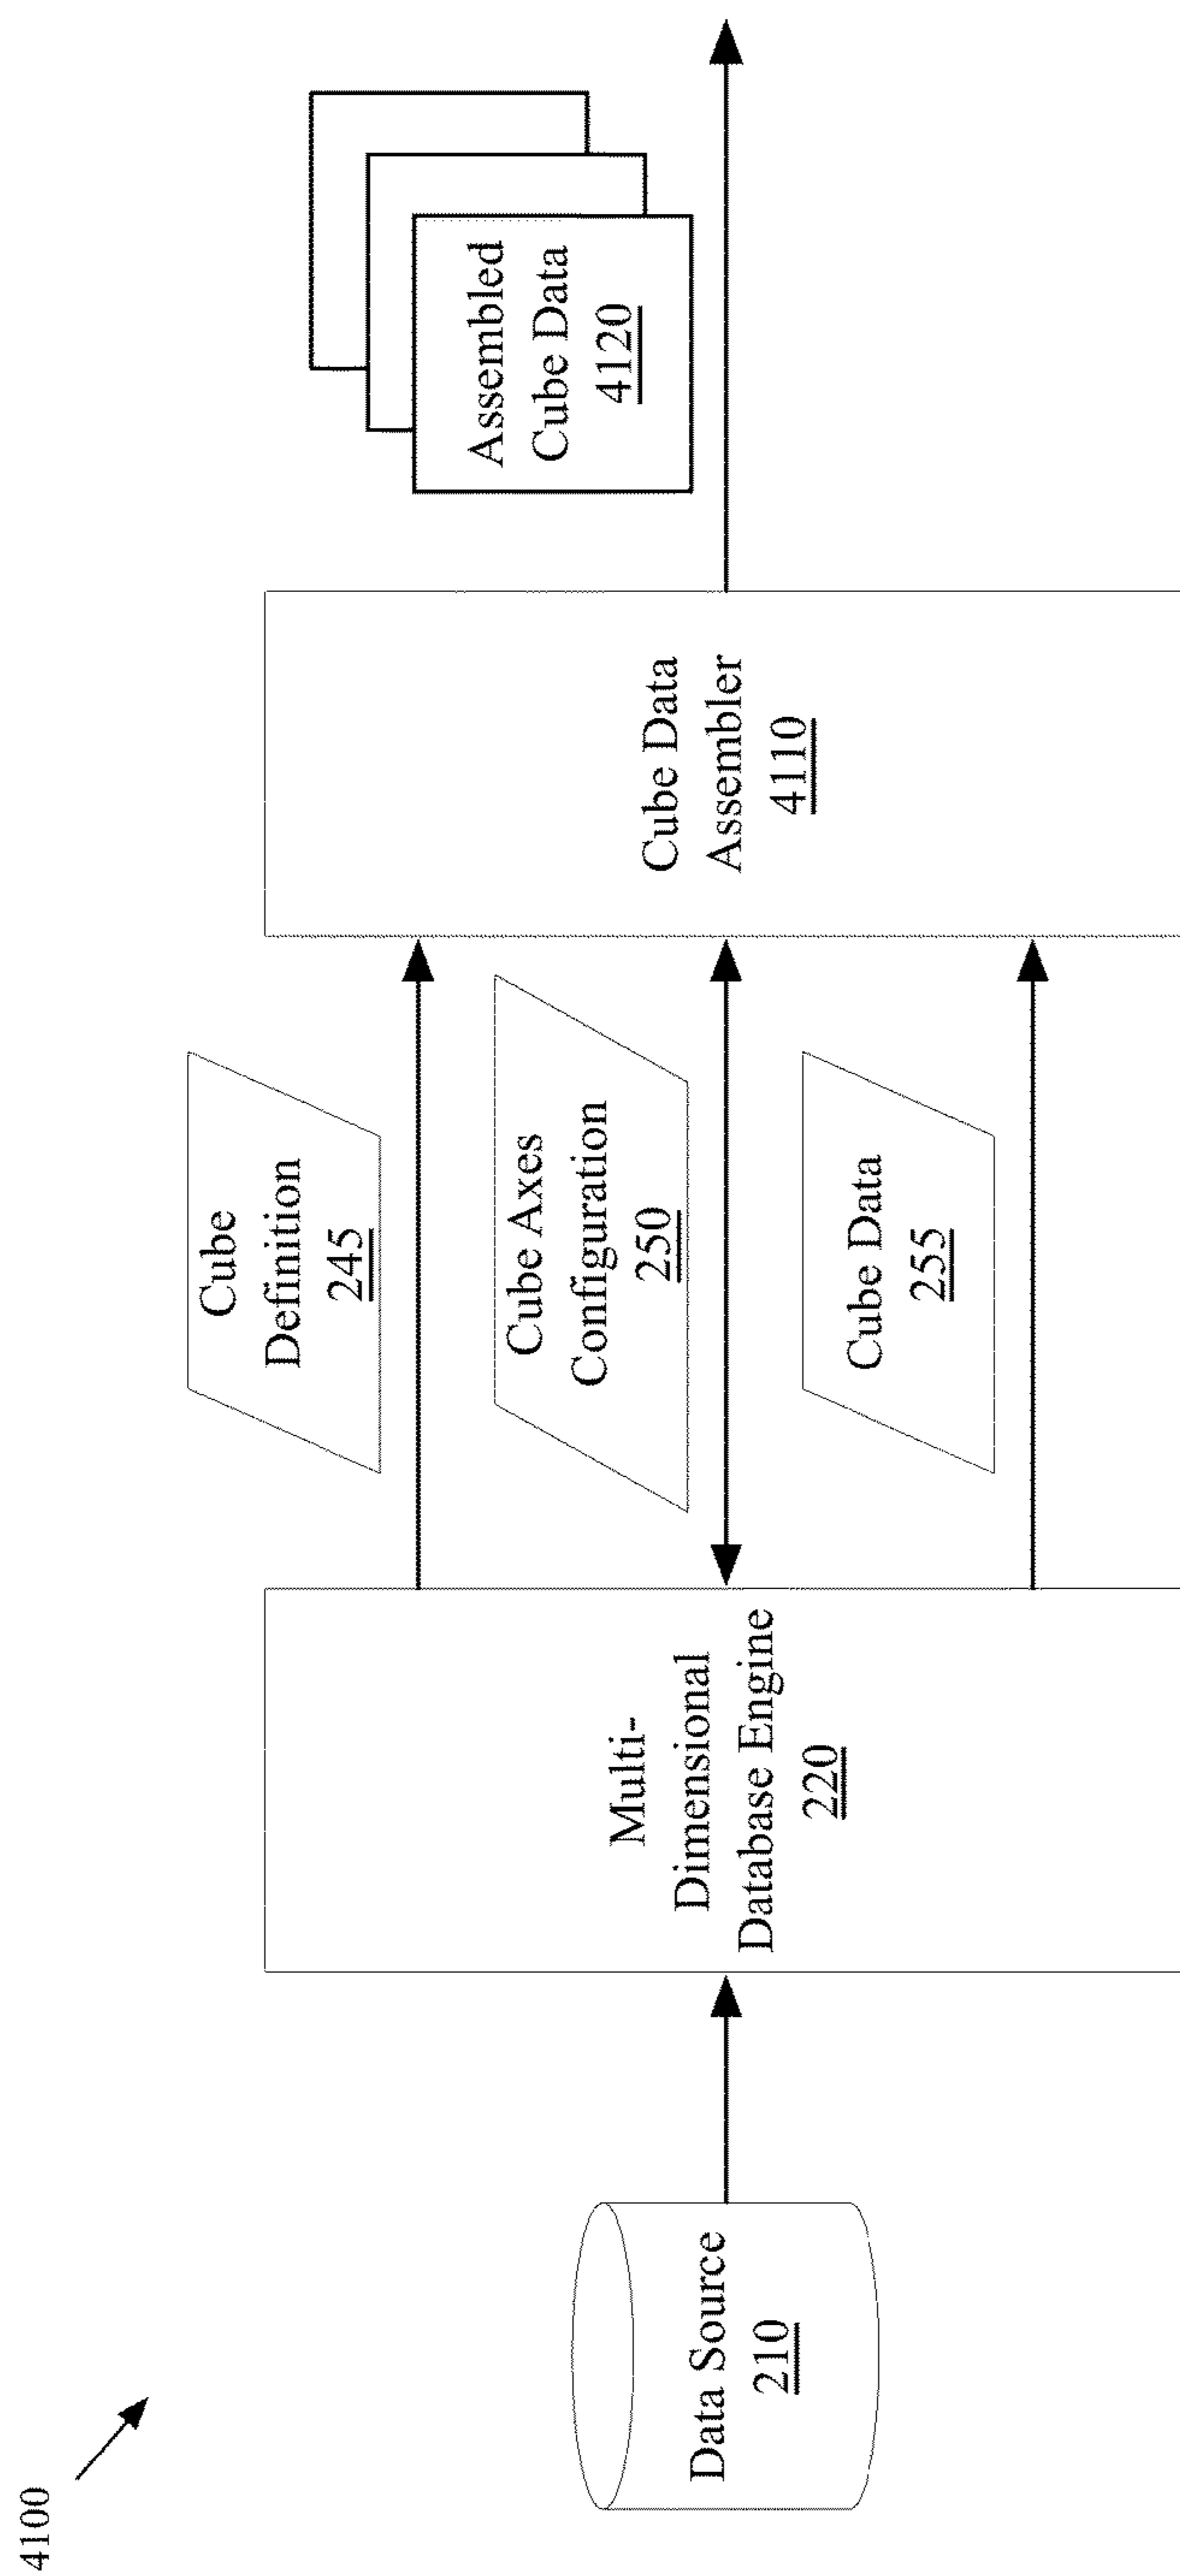 4100
Data Source
210
Multi-
Dimensional
Database Engine
220
Cube
Definition
245
Cube Axes
Configuration
250
Cube Data
255
Cube Data
Assembler
4110
Assembled
Cube Data
4120